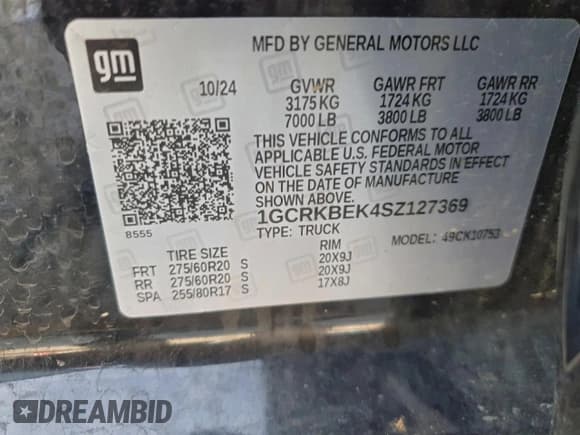 gm
MFD BY GENERAL MOTORS LLC
10/24 GVWR GAWR FRT GAWR RR
3175 KG 1724 KG 1724 KG
7000 LB 3800 LB 3800 LB
THIS VEHICLE CONFORMS TO ALL
APPLICABLE U.S. FEDERAL MOTOR
VEHICLE SAFETY STANDARDS IN EFFECT
ON THE DATE OF MANUFACTURE
SHOWN ABOVE.
1GCRKBEK4SZ127369
8555
TYPE: TRUCK MODEL: 49CK10753
TIRE SIZE RIM
FRT 275/60R20 S 20X9J
RR 275/60R20 S 20X9J
SPA 255/80R17 S 17X8J
DREAMBID